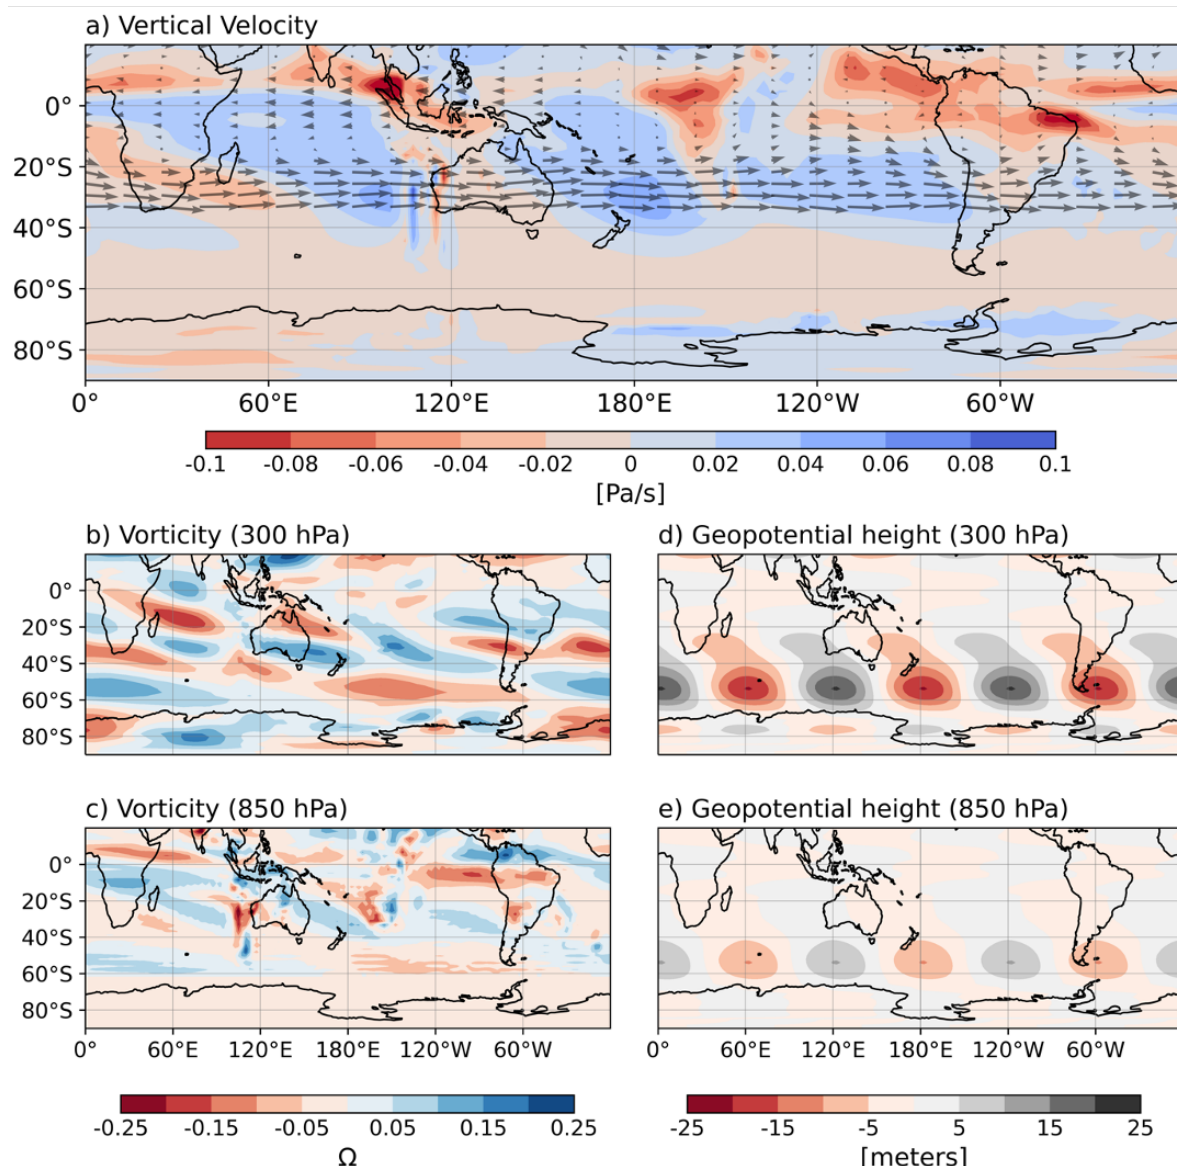 a) Vertical Velocity
0°
20°S
40°S
60°S
80°S
0° 60°E 120°E 180°E 120°W 60°W
-0.1 -0.08 -0.06 -0.04 -0.02 0 0.02 0.04 0.06 0.08 0.1
[Pa/s]
b) Vorticity (300 hPa)
0°
20°S
40°S
60°S
80°S
d) Geopotential height (300 hPa)
c) Vorticity (850 hPa)
0°
20°S
40°S
60°S
80°S
0° 60°E 120°E 180°E 120°W 60°W
-0.25 -0.15 -0.05 0.05 0.15 0.25
Ω
e) Geopotential height (850 hPa)
0° 120°E 180°E 120°W 60°W
-25 -15 -5 5 15 25
[meters]